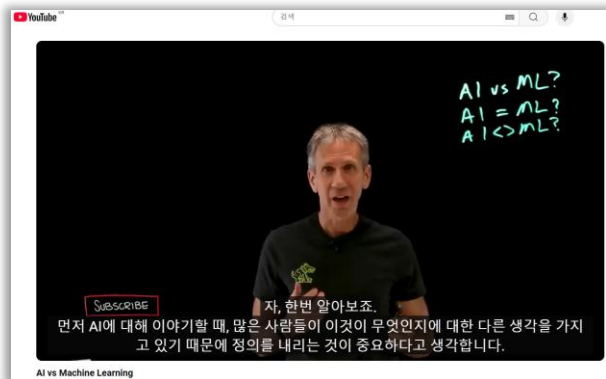 YouTube KR
검색
AI vs ML?
AI = ML?
AI <> ML?
SUBSCRIBE
자, 한번 알아보죠.
먼저 AI에 대해 이야기할 때, 많은 사람들이 이것이 무엇인지에 대한 다른 생각을 가지
고 있기 때문에 정의를 내리는 것이 중요하다고 생각합니다.
AI vs Machine Learning